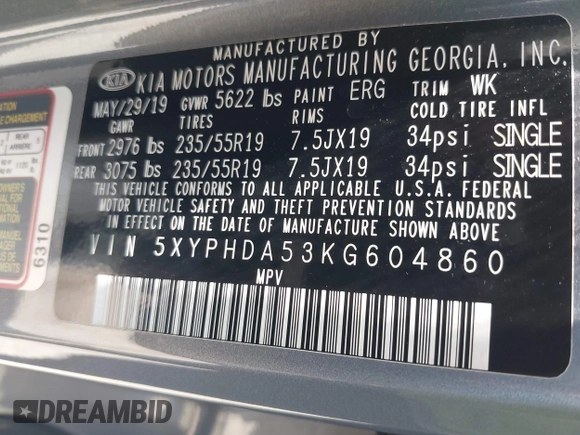 MANUFACTURED BY
KIA KIA MOTORS MANUFACTURING GEORGIA, INC.
MAY/29/19 GVWR 5622 lbs PAINT ERG TRIM WK
GAWR TIRES RIMS COLD TIRE INFL
FRONT 2976 lbs 235/55R19 7.5JX19 34psi SINGLE
REAR 3075 lbs 235/55R19 7.5JX19 34psi SINGLE
THIS VEHICLE CONFORMS TO ALL APPLICABLE U.S.A. FEDERAL
MOTOR VEHICLE SAFETY AND THEFT PREVENTION STANDARDS
IN EFFECT ON THE DATE OF MANUFACTURE SHOWN ABOVE.
VIN 5XYPHDA53KG604860
MPV
6310
DREAMBID